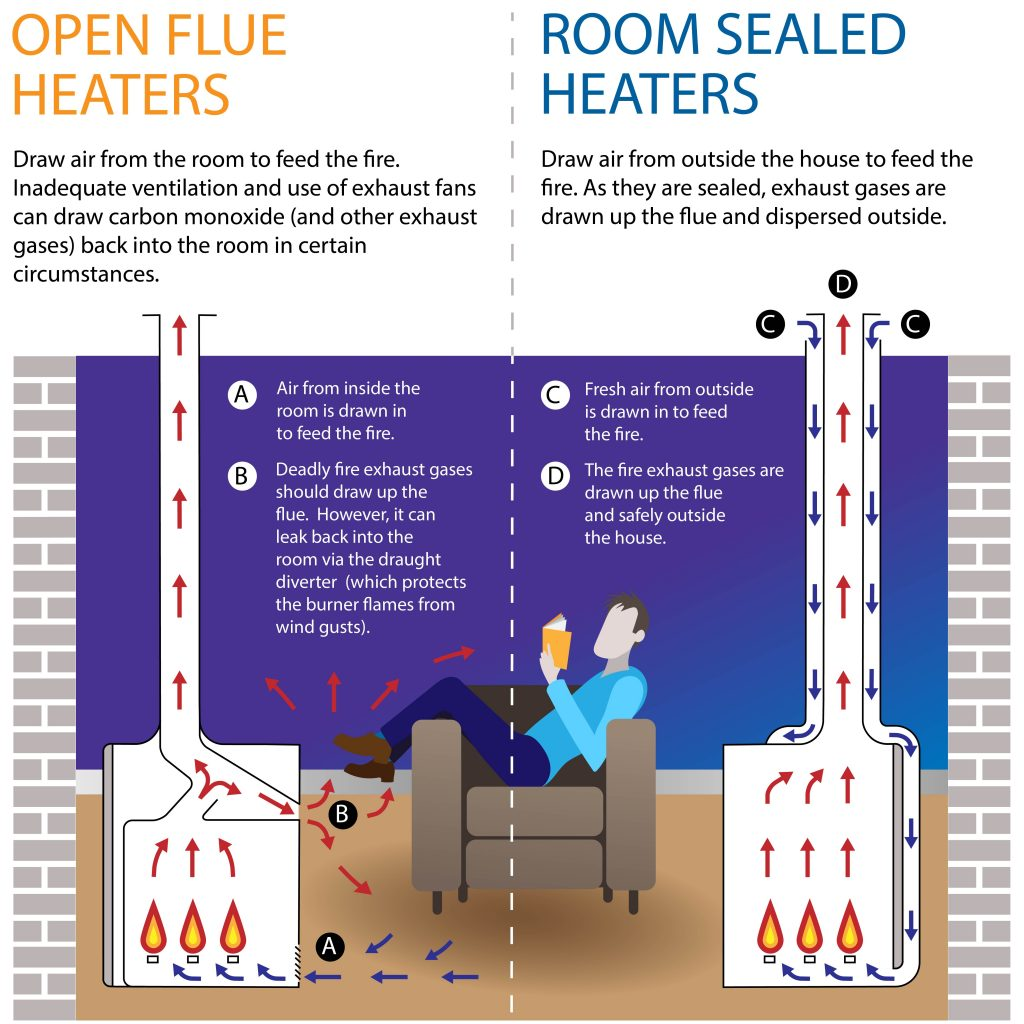 OPEN FLUE
HEATERS
Draw air from the room to feed the fire.
Inadequate ventilation and use of exhaust fans
can draw carbon monoxide (and other exhaust
gases) back into the room in certain
circumstances.
A
Air from inside the
room is drawn in
to feed the fire.
B
Deadly fire exhaust gases
should draw up the
flue. However, it can
leak back into the
room via the draught
diverter (which protects
the burner flames from
wind gusts).
B
A
ROOM SEALED
HEATERS
Draw air from outside the house to feed the
fire. As they are sealed, exhaust gases are
drawn up the flue and dispersed outside.
D
C
C
C
Fresh air from outside
is drawn in to feed
the fire.
D
The fire exhaust gases are
drawn up the flue
and safely outside
the house.